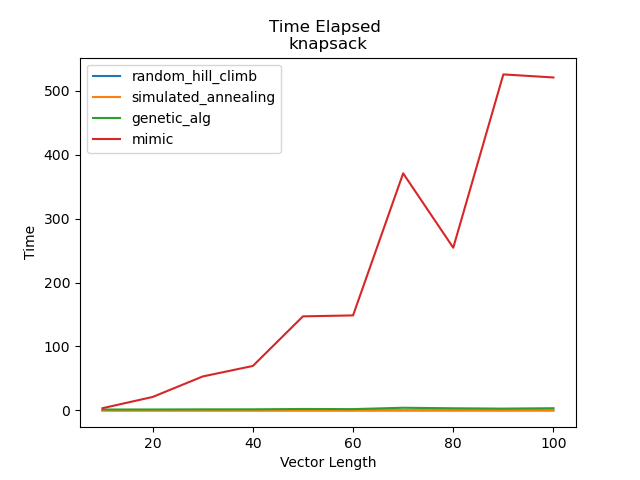 Time Elapsed
knapsack
random_hill_climb
simulated_annealing
genetic_alg
mimic
500
400
300
200
100
0
Time
20 40 60 80 100
Vector Length